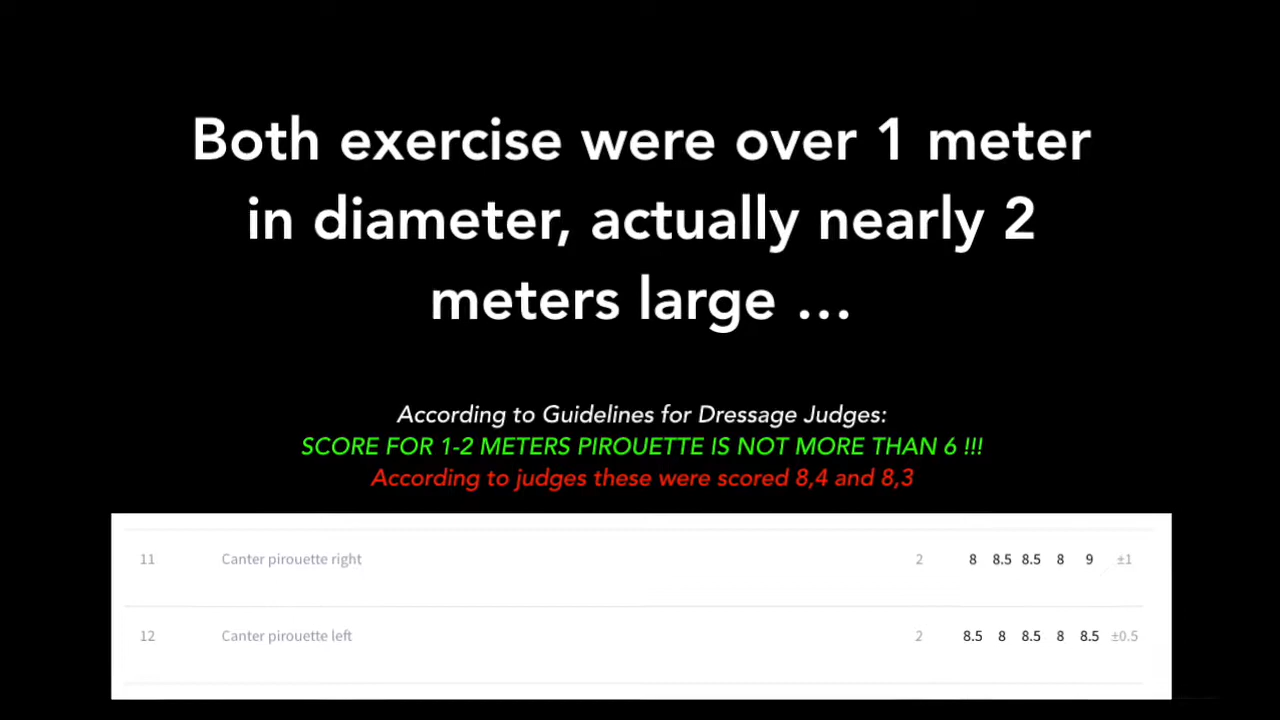 Both exercise were over 1 meter
in diameter, actually nearly 2
meters large ...
According to Guidelines for Dressage Judges:
SCORE FOR 1-2 METERS PIROUETTE IS NOT MORE THAN 6 !!!
According to judges these were scored 8,4 and 8,3
11 Canter pirouette right 2 8 8.5 8.5 8 9 ±1
12 Canter pirouette left 2 8.5 8 8.5 8 8.5 ±0.5